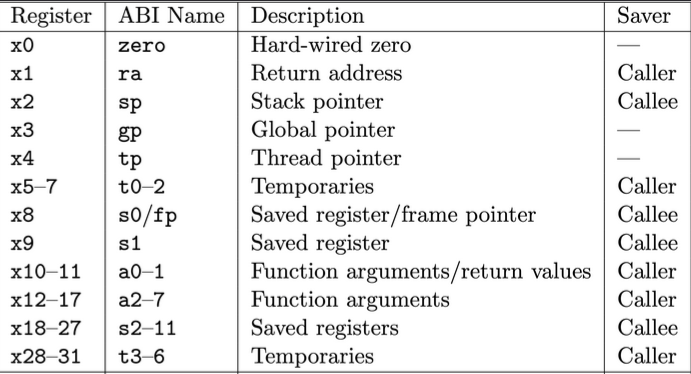 Register ABI Name Description Saver
x0 zero Hard-wired zero —
x1 ra Return address Caller
x2 sp Stack pointer Callee
x3 gp Global pointer —
x4 tp Thread pointer —
x5–7 t0–2 Temporaries Caller
x8 s0/fp Saved register/frame pointer Callee
x9 s1 Saved register Callee
x10–11 a0–1 Function arguments/return values Caller
x12–17 a2–7 Function arguments Caller
x18–27 s2–11 Saved registers Callee
x28–31 t3–6 Temporaries Caller